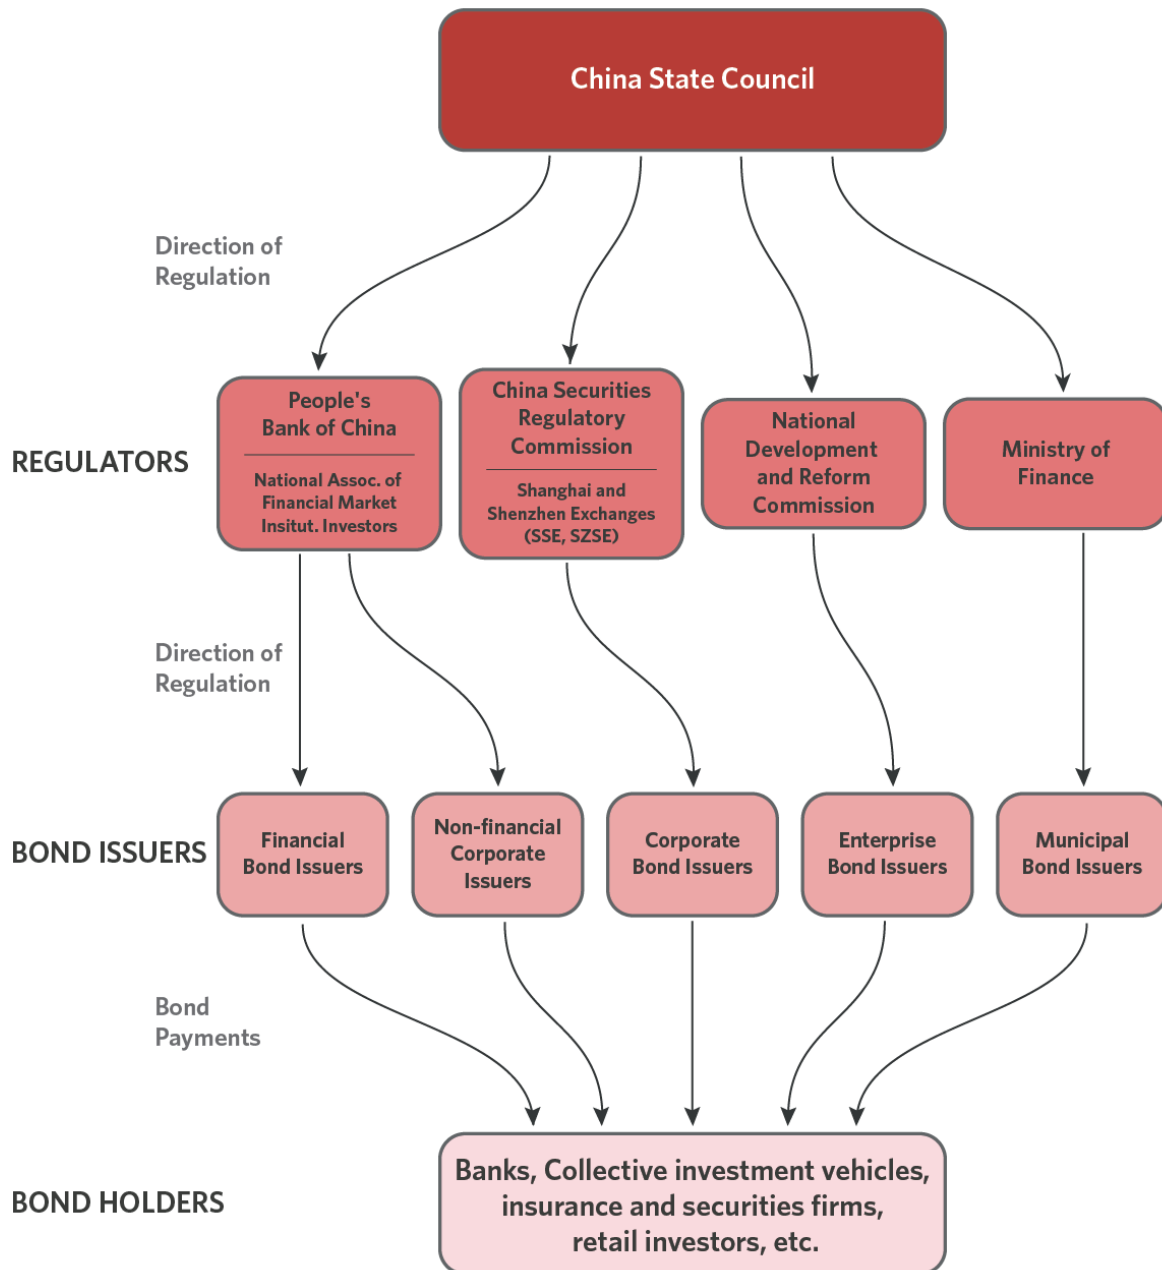 China State Council
Direction of
Regulation
REGULATORS
People's
Bank of China
National Assoc. of
Financial Market
Insitut. Investors
China Securities
Regulatory
Commission
Shanghai and
Shenzhen Exchanges
(SSE, SZSE)
National
Development
and Reform
Commission
Ministry of
Finance
Direction of
Regulation
BOND ISSUERS
Financial
Bond Issuers
Non-financial
Corporate
Issuers
Corporate
Bond Issuers
Enterprise
Bond Issuers
Municipal
Bond Issuers
Bond
Payments
BOND HOLDERS
Banks, Collective investment vehicles,
insurance and securities firms,
retail investors, etc.